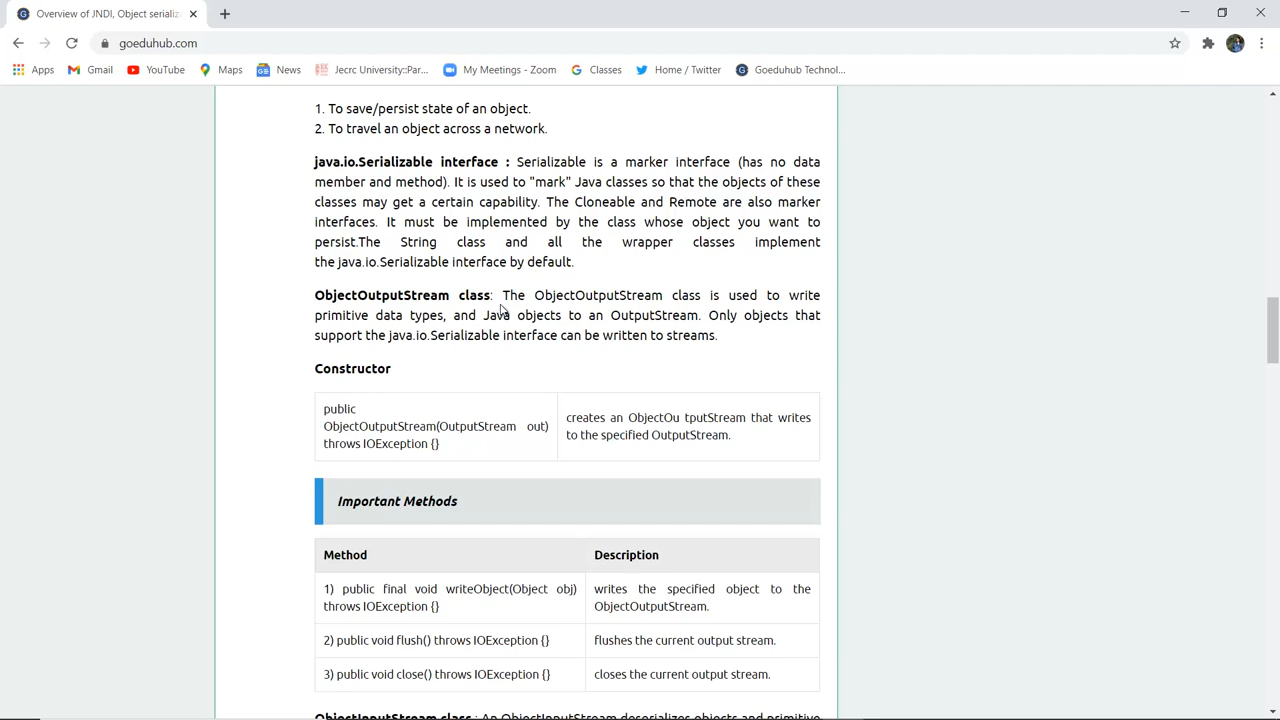 Overview of JNDI, Object serializ
goeduhub.com
Apps
Gmail
YouTube
Maps
News
Jecrc University::Par...
My Meetings - Zoom
Classes
Home / Twitter
Goeduhub Technol...
1. To save/persist state of an object.
2. To travel an object across a network.
java.io.Serializable interface : Serializable is a marker interface (has no data
member and method). It is used to "mark" Java classes so that the objects of these
classes may get a certain capability. The Cloneable and Remote are also marker
interfaces. It must be implemented by the class whose object you want to
persist.The String class and all the wrapper classes implement
the java.io.Serializable interface by default.
ObjectOutputStream class: The ObjectOutputStream class is used to write
primitive data types, and Java objects to an OutputStream. Only objects that
support the java.io.Serializable interface can be written to streams.
Constructor
public
ObjectOutputStream(OutputStream out)
throws IOException {}
creates an ObjectOu tputStream that writes
to the specified OutputStream.
Important Methods
Method
Description
1) public final void writeObject(Object obj)
throws IOException {}
writes the specified object to the
ObjectOutputStream.
2) public void flush() throws IOException {}
flushes the current output stream.
3) public void close() throws IOException {}
closes the current output stream.
ObjectInputStream class : An ObjectInputStream deserializes objects and primitive